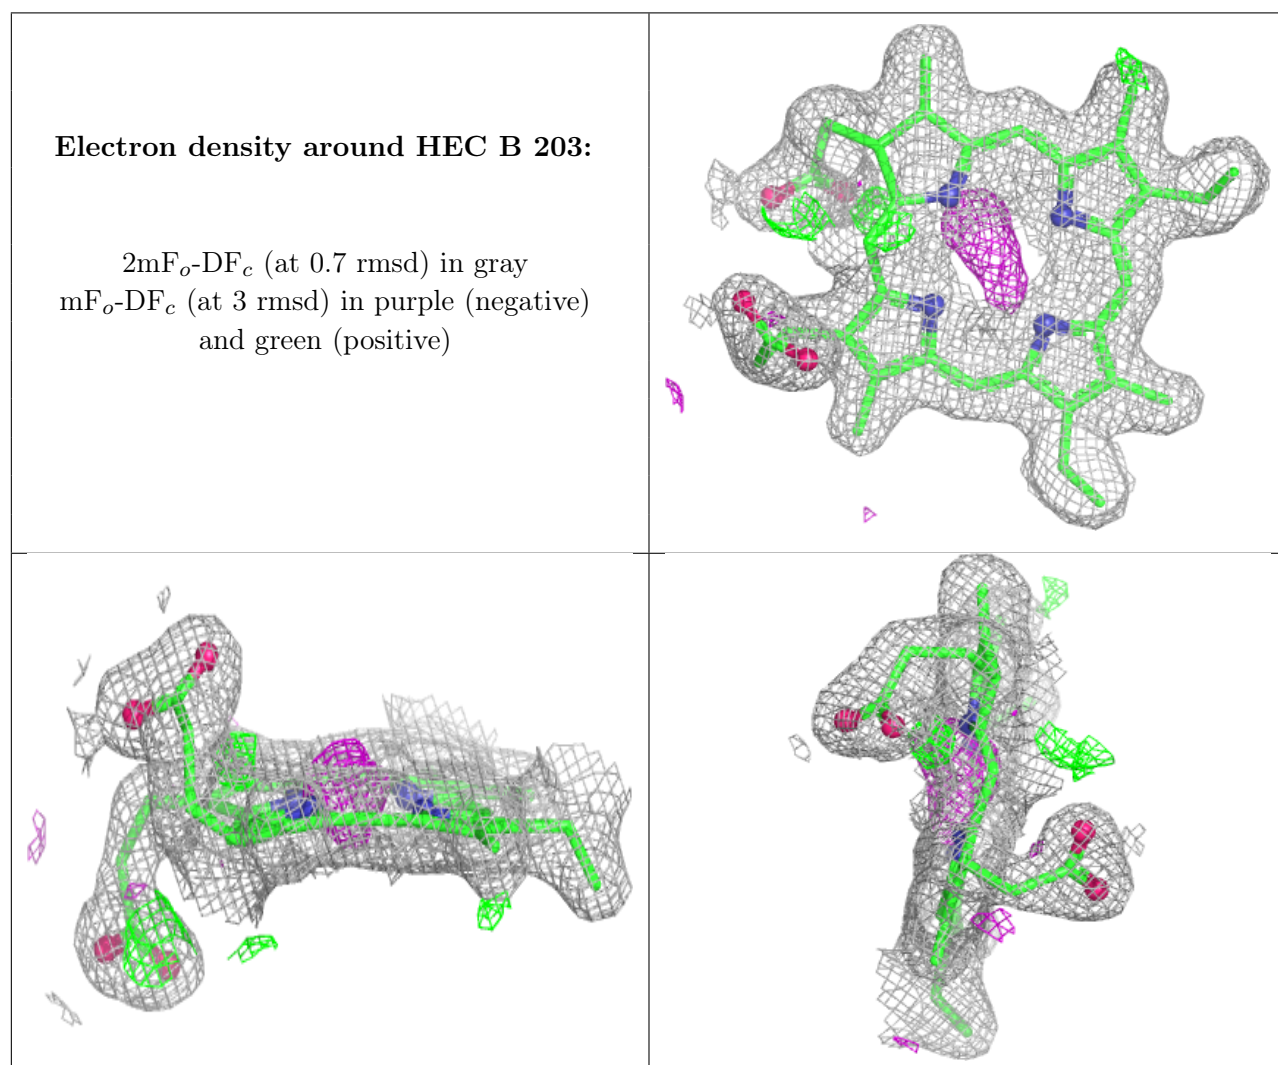 Electron density around HEC B 203:
2mFo-DFc (at 0.7 rmsd) in gray
mFo-DFc (at 3 rmsd) in purple (negative)
and green (positive)